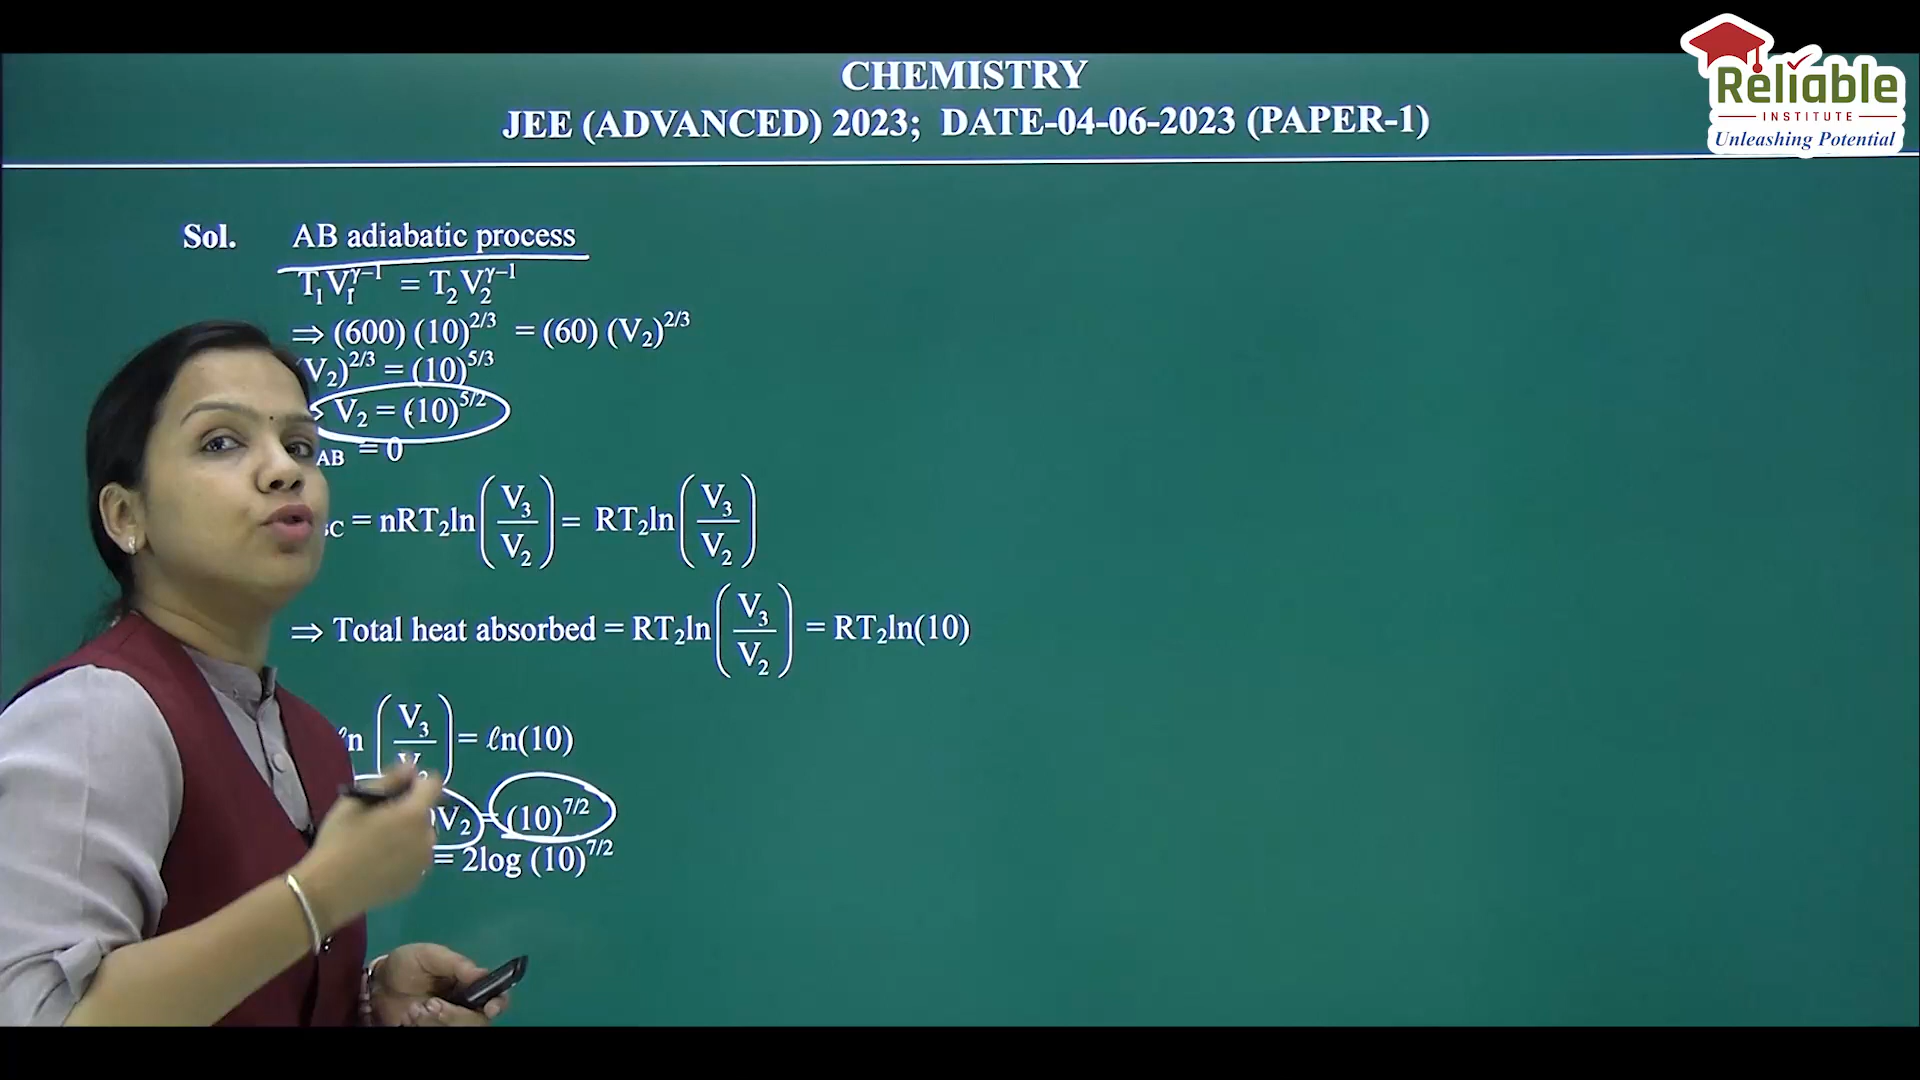 CHEMISTRY
JEE (ADVANCED) 2023; DATE-04-06-2023 (PAPER-1)
Reliable
INSTITUTE
Unleashing Potential
Sol. AB adiabatic process
T₁V₁^(γ–1) = T₂V₂^(γ–1)
⇒ (600) (10)^(2/3) = (60) (V₂)^(2/3)
V₂)^(2/3) = (10)^(5/3)
V₂ = (10)^(5/2)
AB = 0
BC = nRT₂ln(V₃/V₂) = RT₂ln(V₃/V₂)
⇒ Total heat absorbed = RT₂ln(V₃/V₂) = RT₂ln(10)
ℓn(V₃/V₂) = ℓn(10)
V₂ = (10)^(7/2)
= 2log (10)^(7/2)